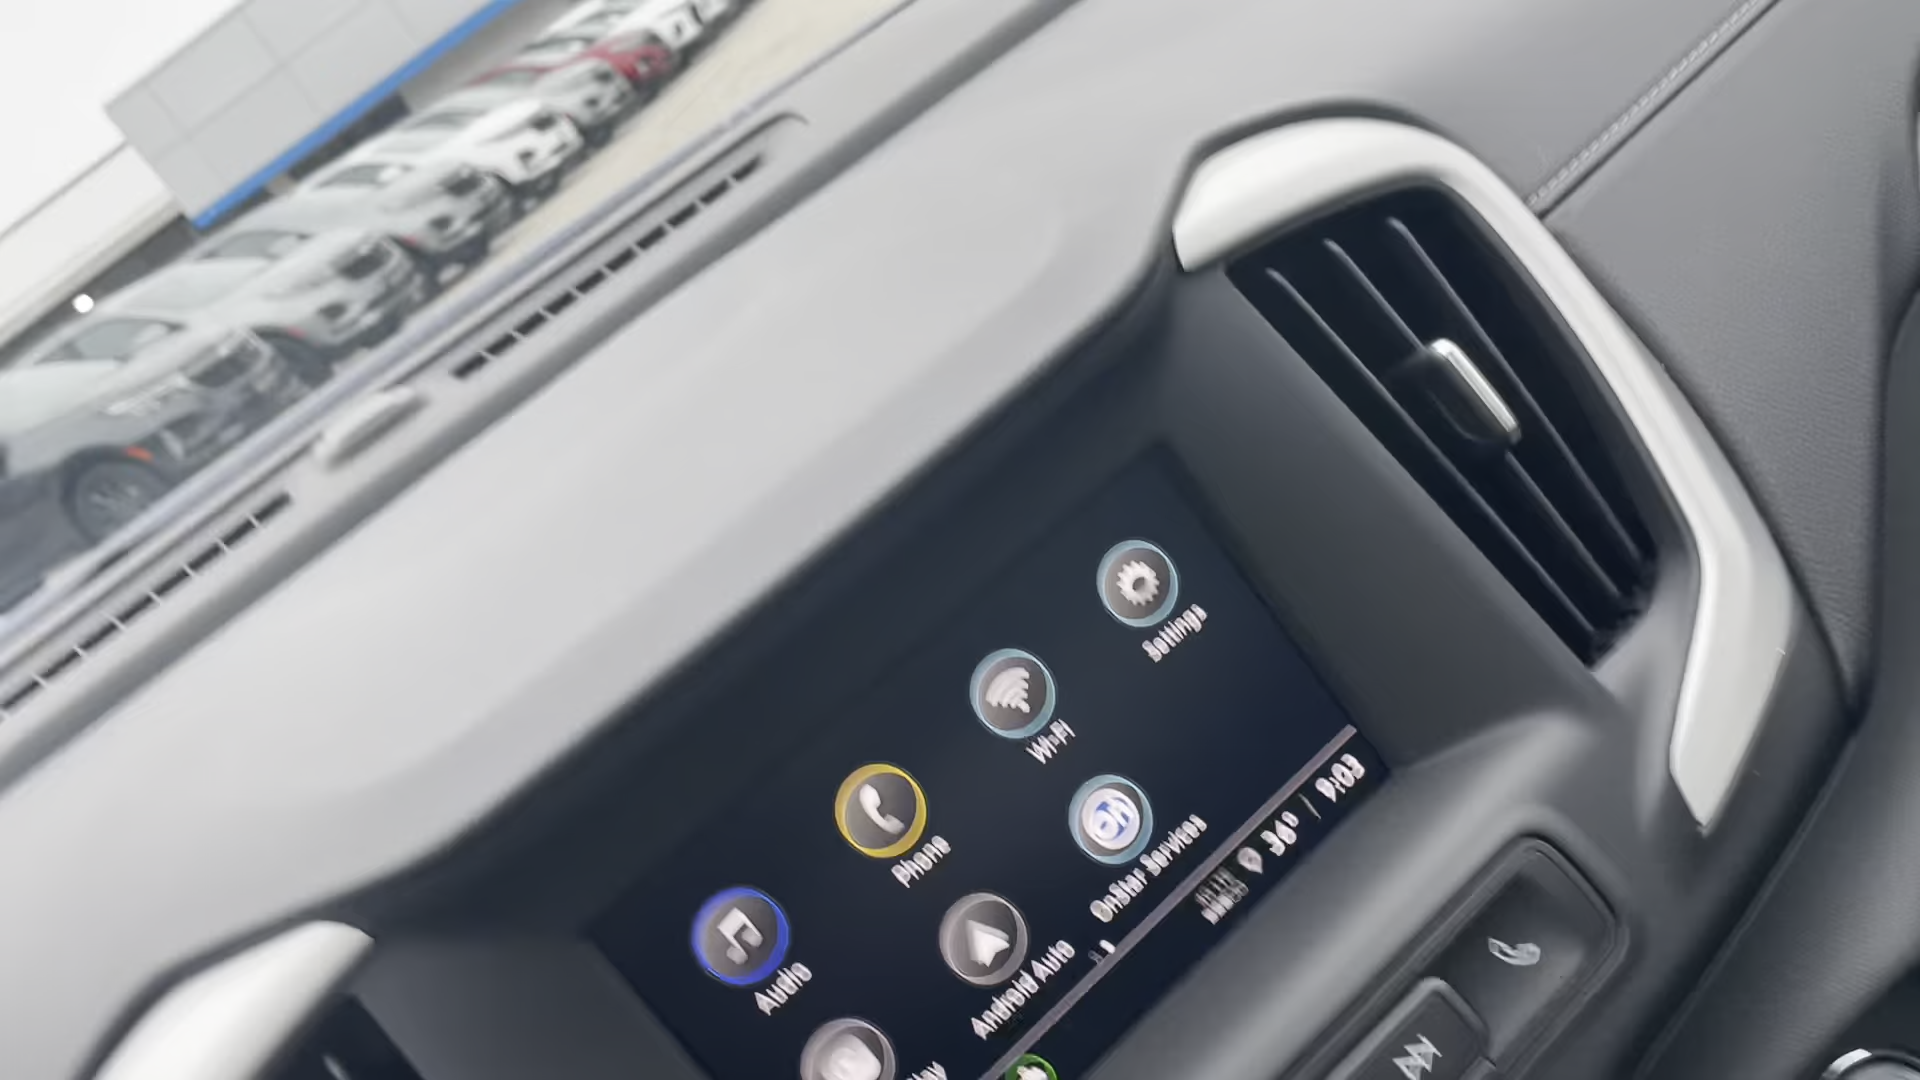 Audio
Phone
Wi-Fi
Settings
Android Auto
OnStar Services
36° 9:03